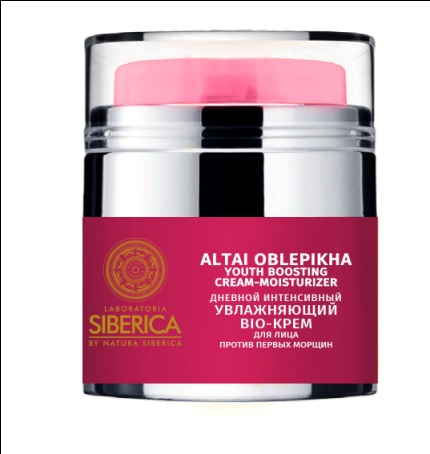 ALTAI OBLEPIKHA
YOUTH BOOSTING
CREAM-MOISTURIZER
ДНЕВНОЙ ИНТЕНСИВНЫЙ
УВЛАЖНЯЮЩИЙ
BIO-КРЕМ
ДЛЯ ЛИЦА
ПРОТИВ ПЕРВЫХ МОРЩИН
LABORATORIA
SIBERICA
BY NATURA SIBERICA